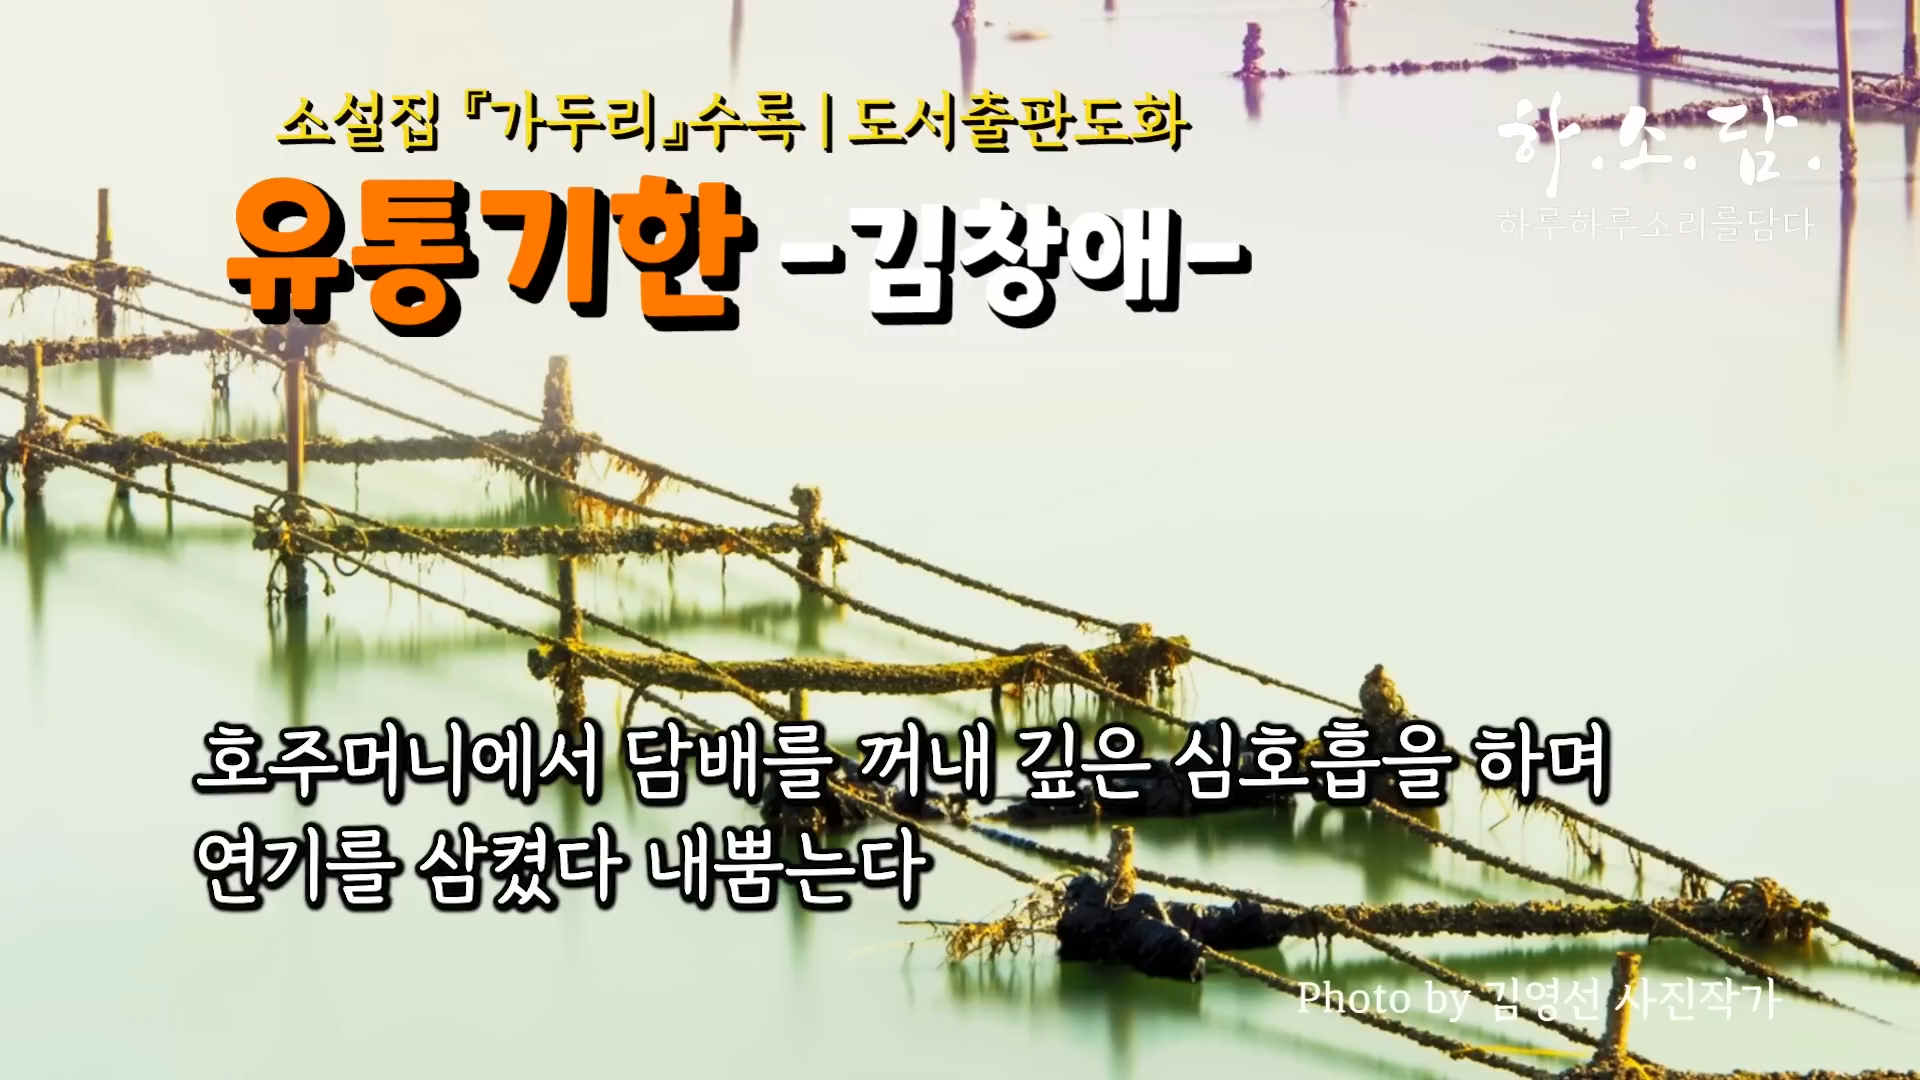 소설집 『가두리』수록 | 도서출판도화
유통기한 -김창애-
하.소.담.
하루하루소리를담다
호주머니에서 담배를 꺼내 깊은 심호흡을 하며
연기를 삼켰다 내뿜는다
Photo by 김영선 사진작가